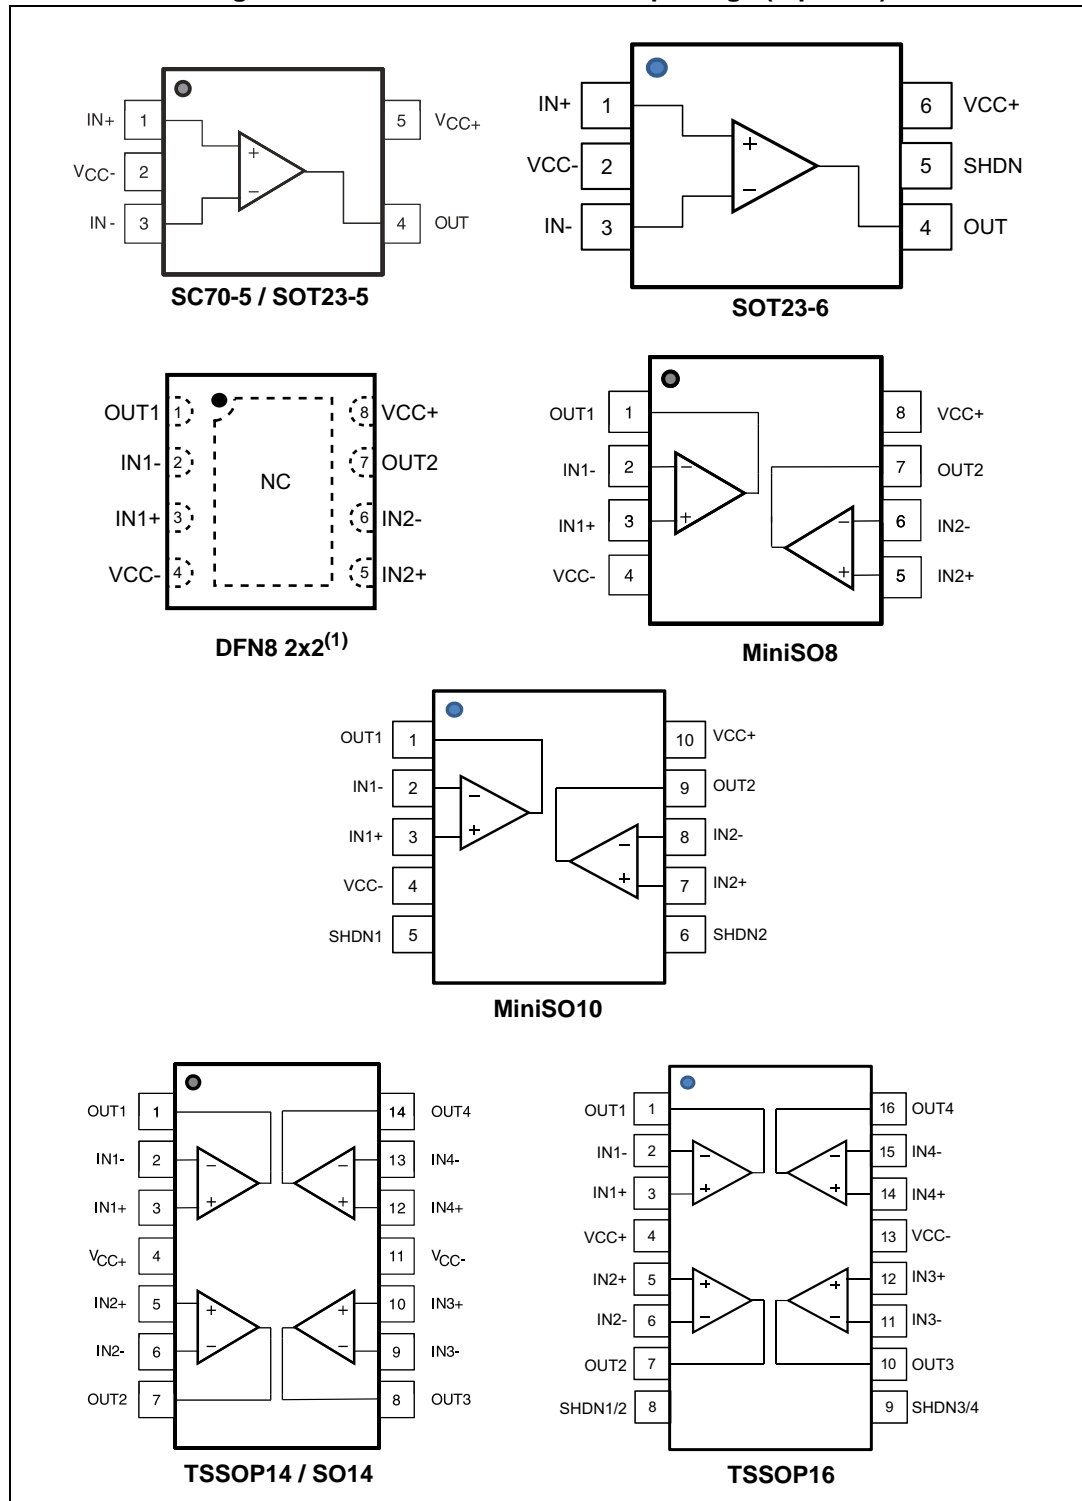 IN+ 1 + 5 VCC+
VCC- 2
IN- 3 − 4 OUT
SC70-5 / SOT23-5
IN+ 1 + 6 VCC+
VCC- 2 5 SHDN
IN- 3 − 4 OUT
SOT23-6
OUT1 1 8 VCC+
IN1- 2 7 OUT2
NC
IN1+ 3 6 IN2-
VCC- 4 5 IN2+
DFN8 2x2(1)
OUT1 1 8 VCC+
IN1- 2 − 7 OUT2
IN1+ 3 + − 6 IN2-
VCC- 4 + 5 IN2+
MiniSO8
OUT1 1 10 VCC+
IN1- 2 − 9 OUT2
IN1+ 3 + − 8 IN2-
VCC- 4 + 7 IN2+
SHDN1 5 6 SHDN2
MiniSO10
OUT1 1 14 OUT4
IN1- 2 − − 13 IN4-
IN1+ 3 + + 12 IN4+
VCC+ 4 11 VCC-
IN2+ 5 + + 10 IN3+
IN2- 6 − − 9 IN3-
OUT2 7 8 OUT3
TSSOP14 / SO14
OUT1 1 16 OUT4
IN1- 2 − − 15 IN4-
IN1+ 3 + + 14 IN4+
VCC+ 4 13 VCC-
IN2+ 5 + + 12 IN3+
IN2- 6 − − 11 IN3-
OUT2 7 10 OUT3
SHDN1/2 8 9 SHDN3/4
TSSOP16